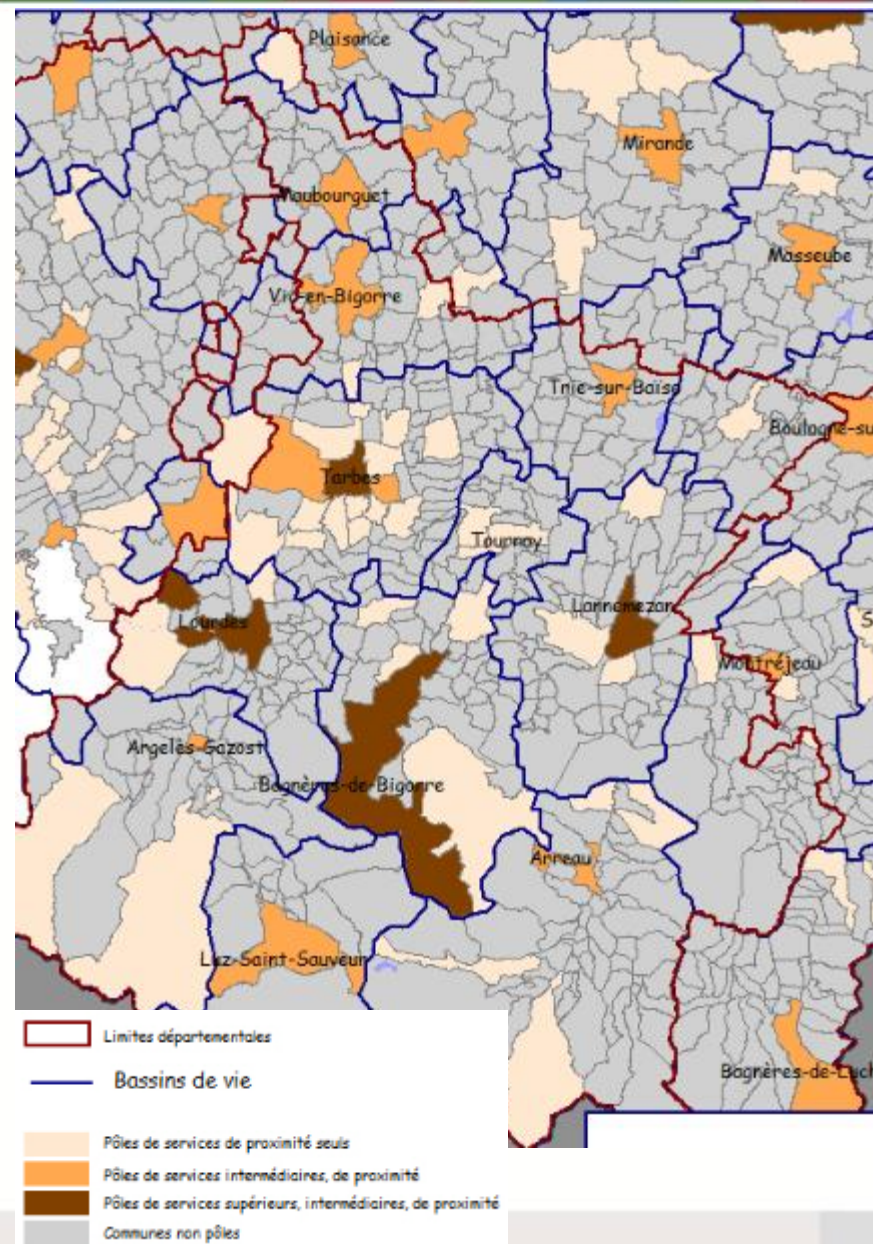 Plaisance
Mirande
Maubourguet
Masseube
Vic-en-Bigorre
Trie-sur-Baïse
Boulogne-su
Tarbes
Tournay
Lannemezan
Lourdes
S
Montréjeau
Argelès-Gazost
Bagnères-de-Bigorre
Arreau
Luz-Saint-Sauveur
Bagnères-de-Luch
Limites départementales
Bassins de vie
Pôles de services de proximité seuls
Pôles de services intermédiaires, de proximité
Pôles de services supérieurs, intermédiaires, de proximité
Communes non pôles